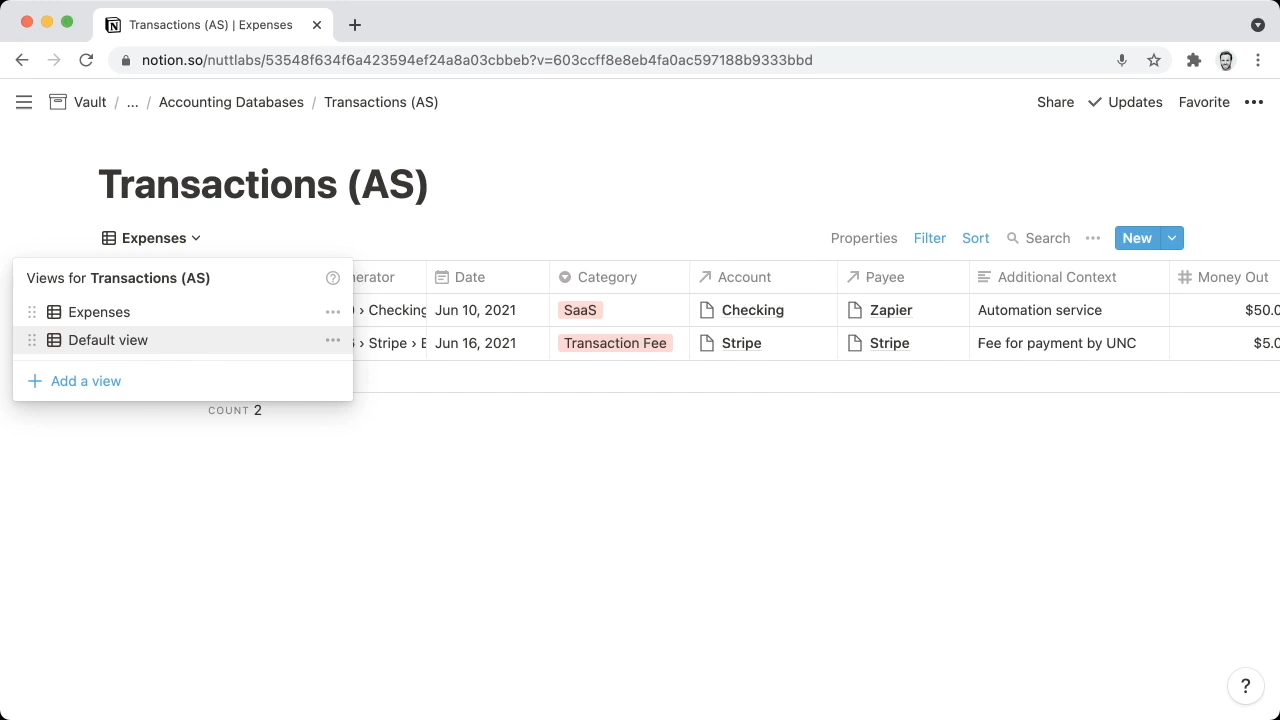 Transactions (AS) | Expenses
notion.so/nuttlabs/53548f634f6a423594ef24a8a03cbbeb?v=603ccff8e8eb4fa0ac597188b9333bbd
Vault / ... / Accounting Databases / Transactions (AS)
Share Updates Favorite
Transactions (AS)
Expenses
Properties Filter Sort Search New
Views for Transactions (AS)
Expenses
Default view
Add a view
Date Category Account Payee Additional Context Money Out
› Checking Jun 10, 2021 SaaS Checking Zapier Automation service $50.0
› Stripe › E Jun 16, 2021 Transaction Fee Stripe Stripe Fee for payment by UNC $5.0
COUNT 2
?